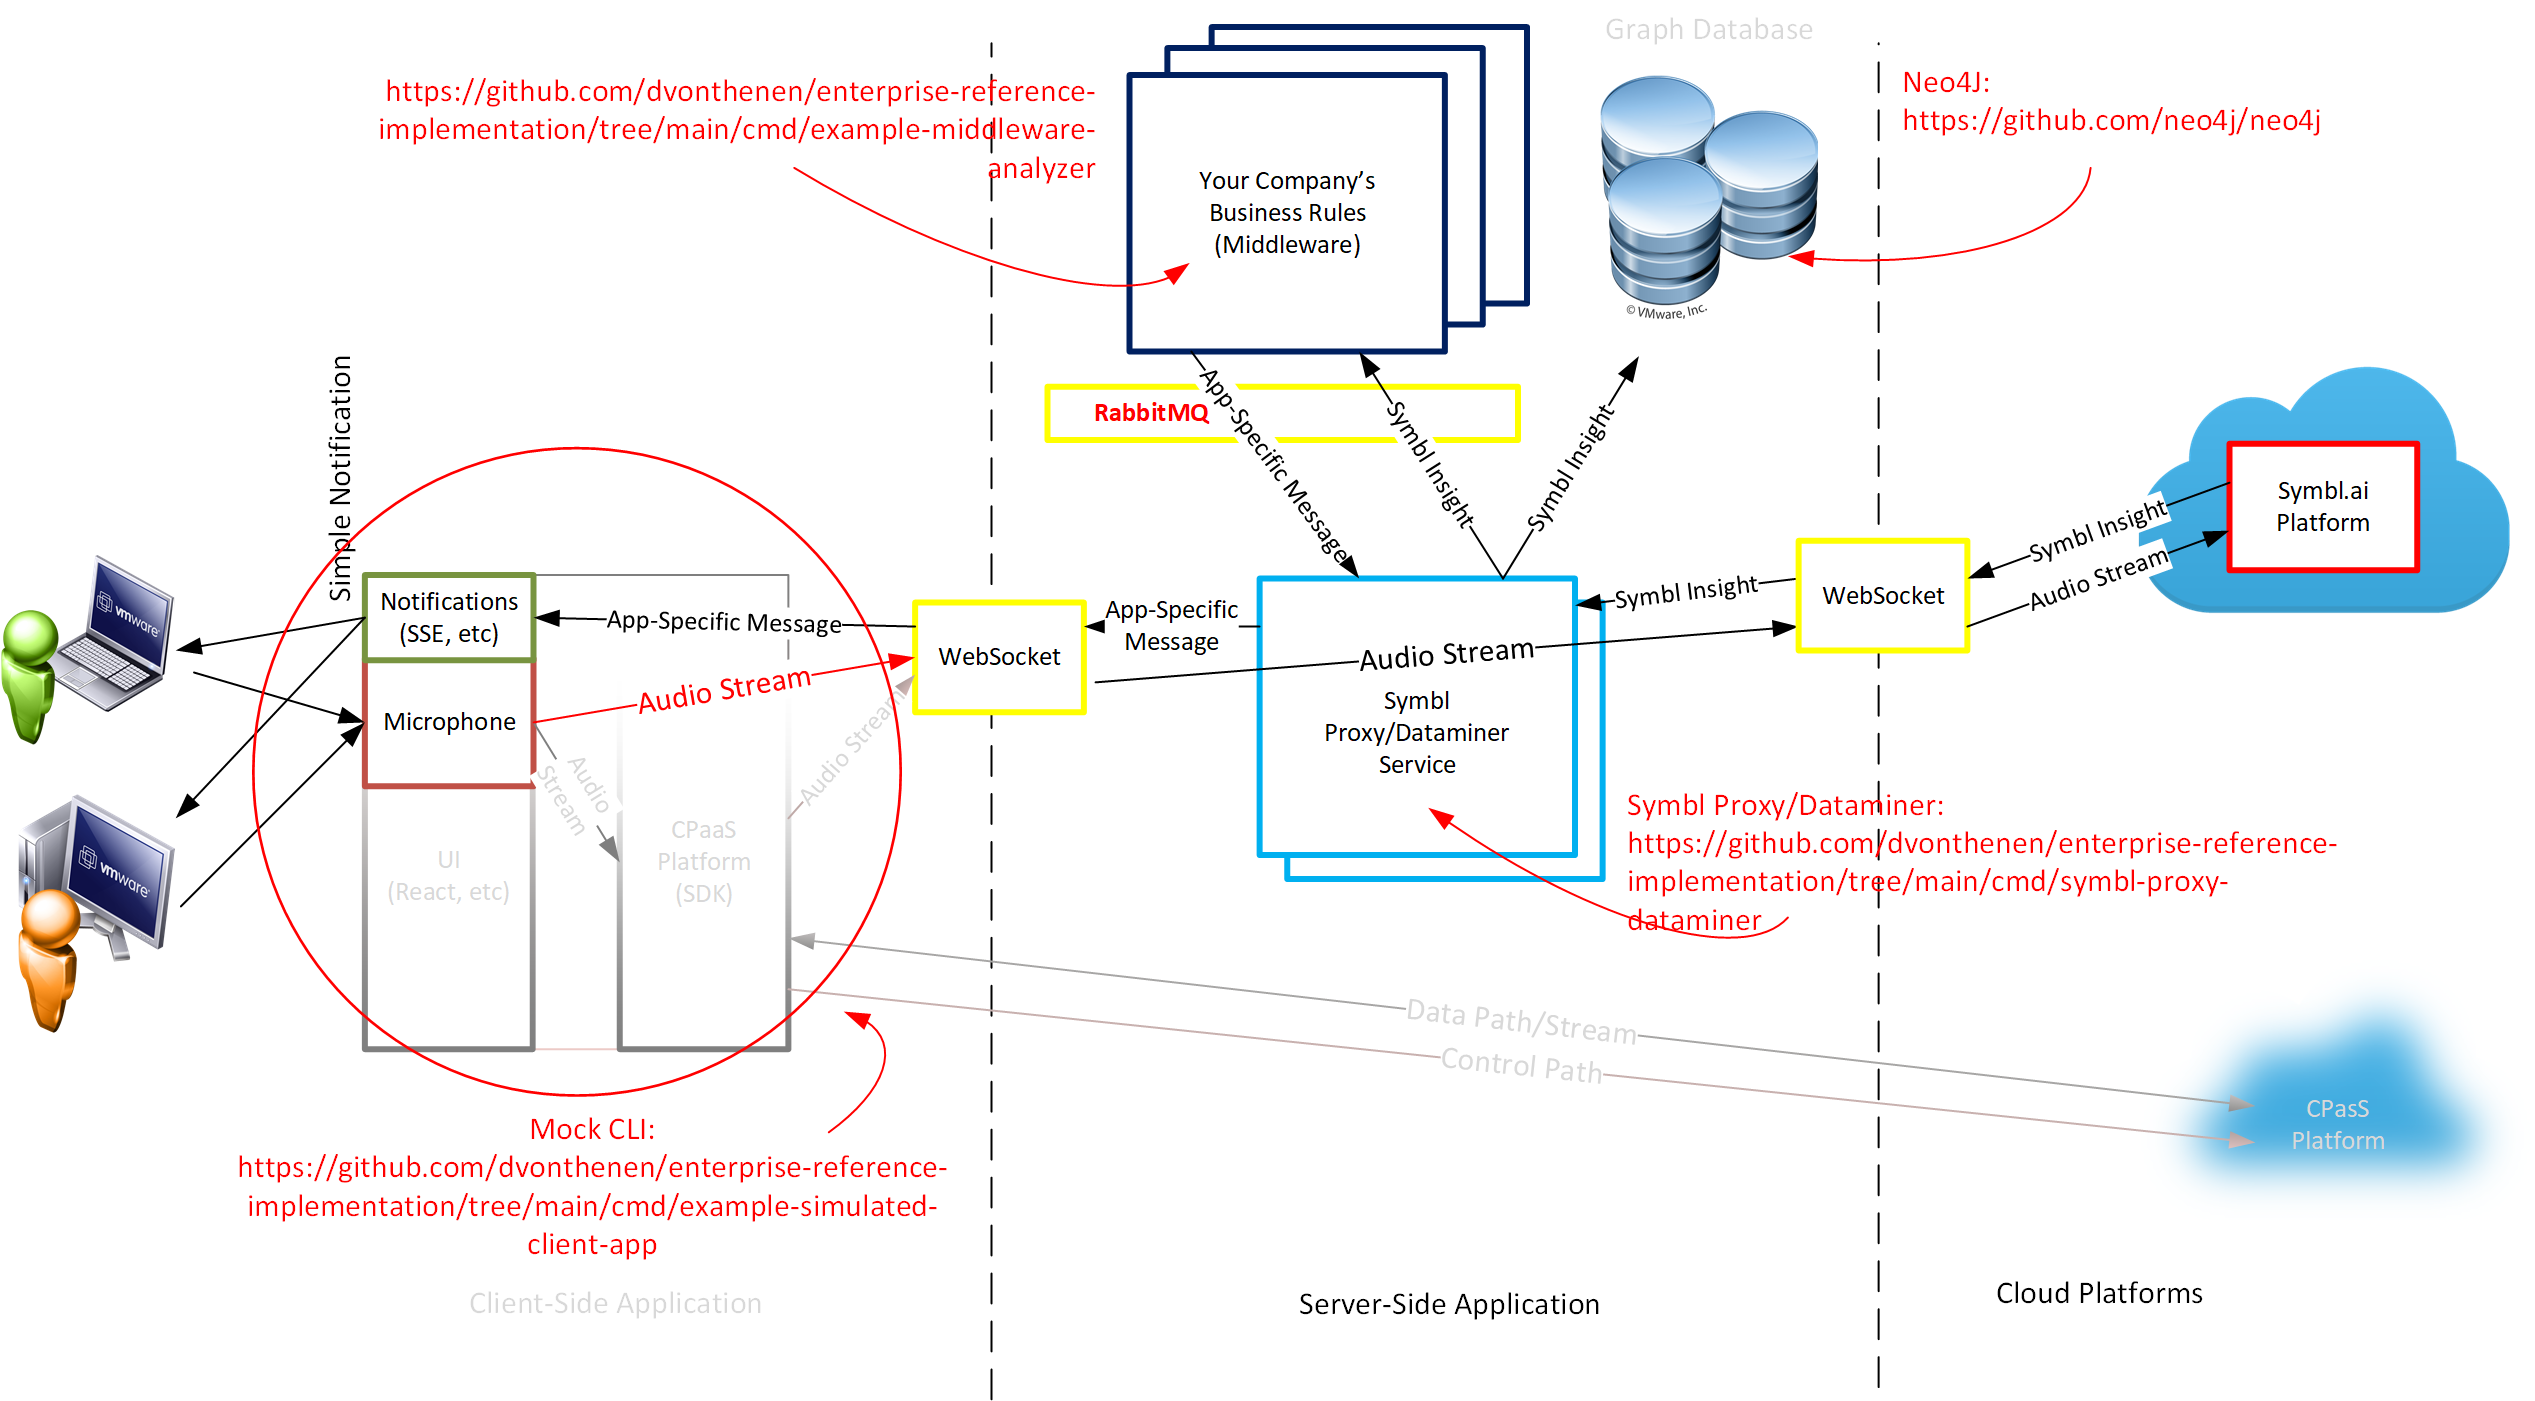 Graph Database
https://github.com/dvonthenen/enterprise-reference-
implementation/tree/main/cmd/example-middleware-
analyzer
Your Company’s
Business Rules
(Middleware)
© VMware, Inc.
Neo4J:
https://github.com/neo4j/neo4j
RabbitMQ
App-Specific Message
Symbl Insight
Symbl Insight
Simple Notification
vmware
vmware
Notifications
(SSE, etc)
Microphone
UI
(React, etc)
CPaaS
Platform
(SDK)
App-Specific Message
Audio Stream
Audio
Stream
Audio Stream
WebSocket
App-Specific
Message
Audio Stream
Symbl
Proxy/Dataminer
Service
Symbl Insight
WebSocket
Symbl Insight
Audio Stream
Symbl.ai
Platform
Symbl Proxy/Dataminer:
https://github.com/dvonthenen/enterprise-reference-
implementation/tree/main/cmd/symbl-proxy-
dataminer
Data Path/Stream
Control Path
CPasS
Platform
Mock CLI:
https://github.com/dvonthenen/enterprise-reference-
implementation/tree/main/cmd/example-simulated-
client-app
Client-Side Application
Server-Side Application
Cloud Platforms